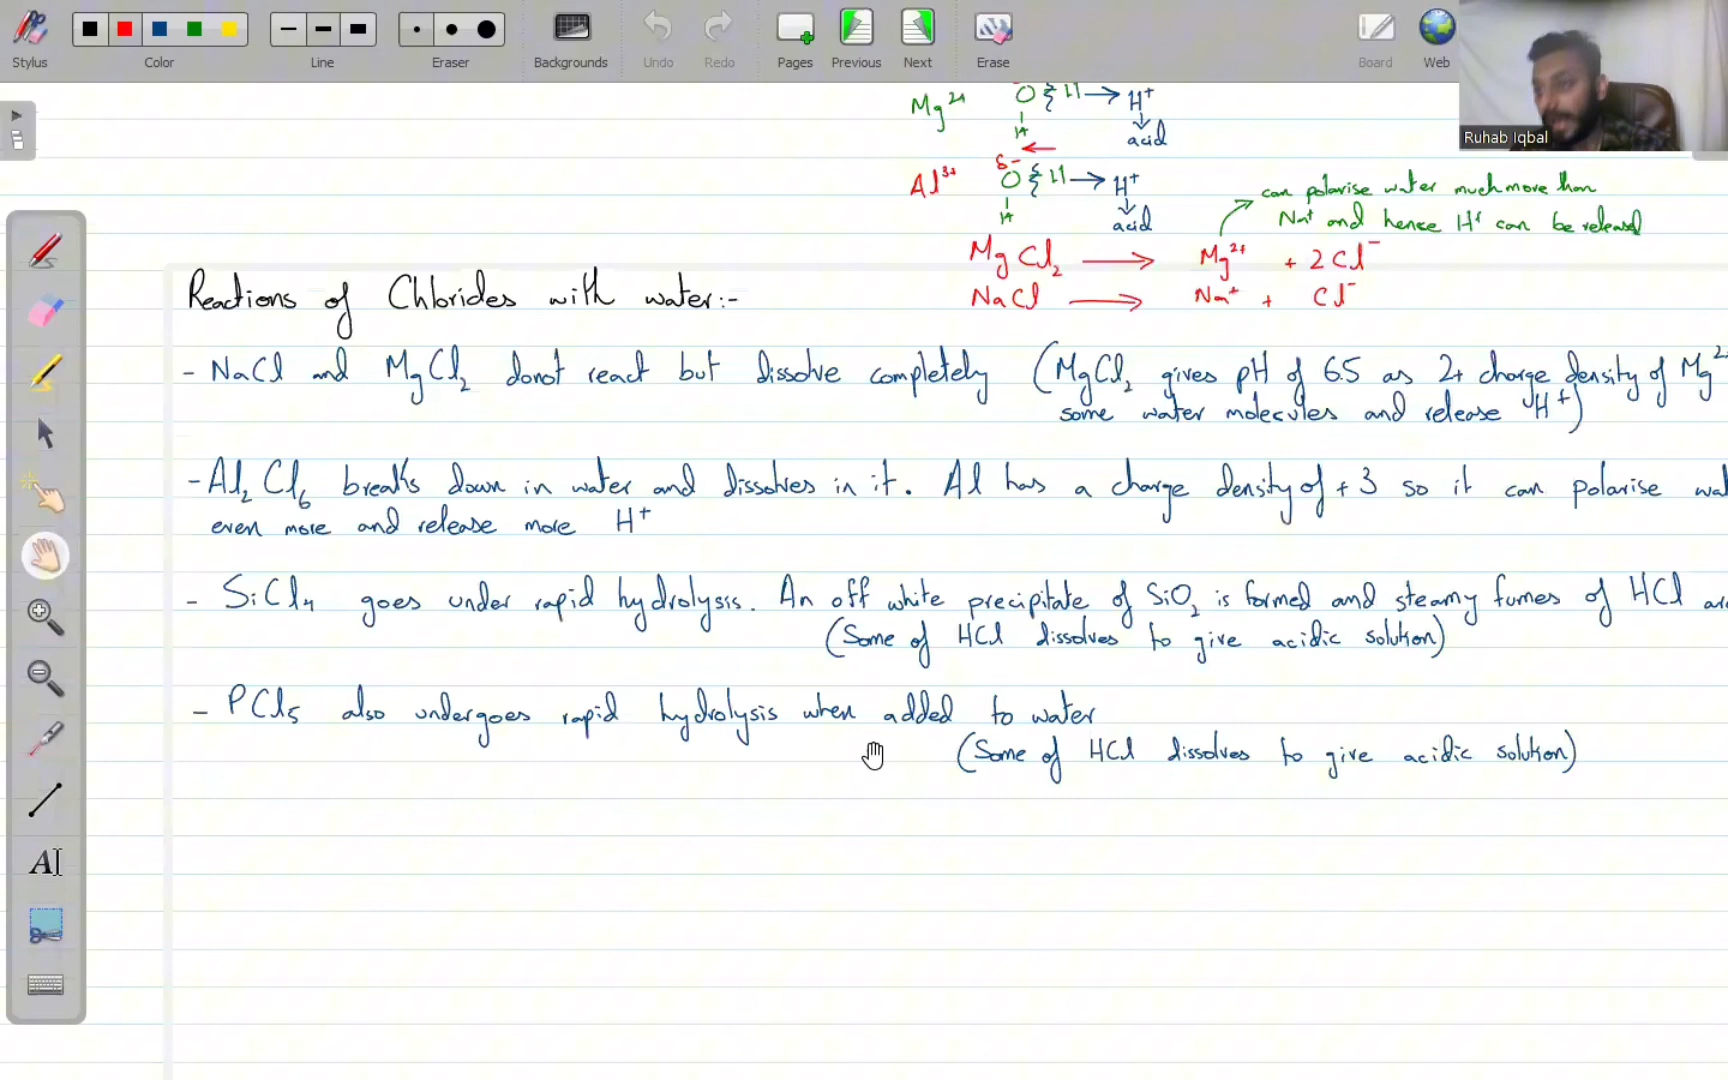 Stylus Color Line Eraser Backgrounds Undo Redo Pages Previous Next Erase Board Web
Ruhab Iqbal
Mg²⁺ O H → H⁺
H acid
Al³⁺ δ- O H → H⁺
H acid
can polarise water much more than
Na⁺ and hence H⁺ can be released
MgCl₂ → Mg²⁺ + 2Cl⁻
NaCl → Na⁺ + Cl⁻
Reactions of Chlorides with water:-
- NaCl and MgCl₂ donot react but dissolve completely (MgCl₂ gives pH of 6.5 as 2+ charge density of Mg²
some water molecules and release H⁺)
- Al₂Cl₆ breaks down in water and dissolves in it. Al has a charge density of +3 so it can polarise wat
even more and release more H⁺
- SiCl₄ goes under rapid hydrolysis. An off white precipitate of SiO₂ is formed and steamy fumes of HCl are
(Some of HCl dissolves to give acidic solution)
- PCl₅ also undergoes rapid hydrolysis when added to water
(Some of HCl dissolves to give acidic solution)